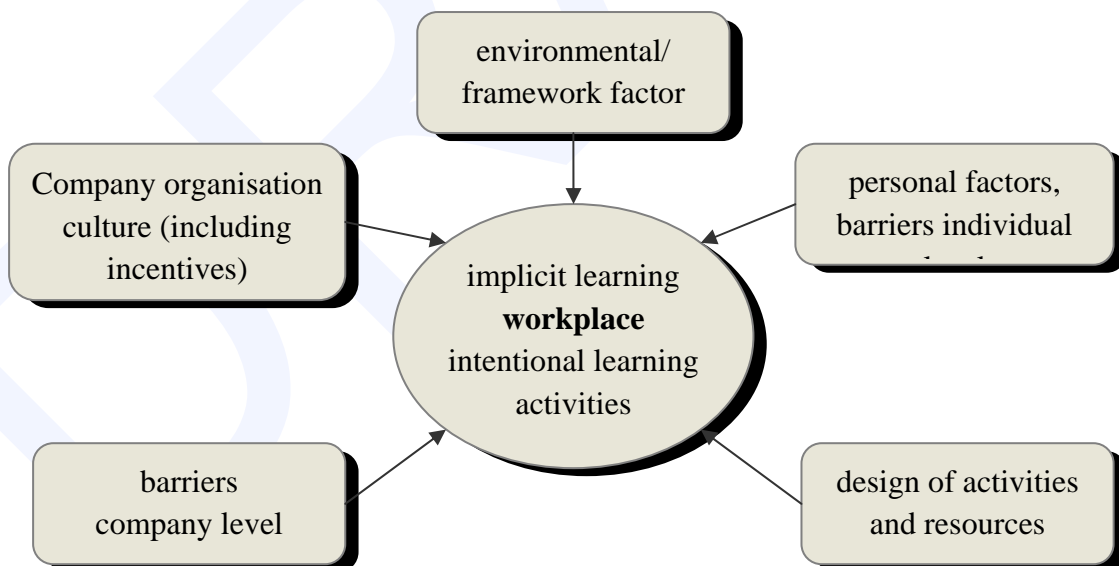 environmental/
framework factor
Company organisation
culture (including
incentives)
personal factors,
barriers individual
implicit learning
workplace
intentional learning
activities
barriers
company level
design of activities
and resources